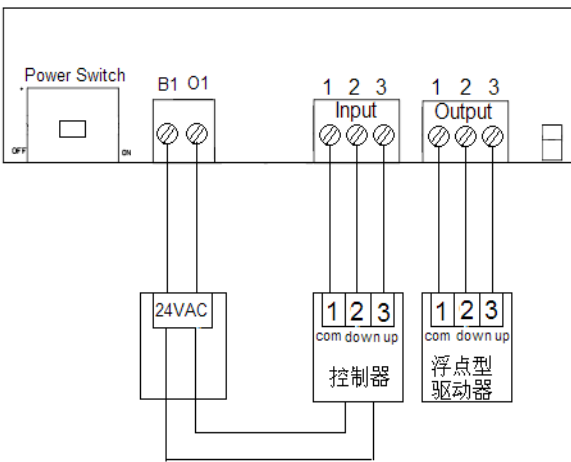 Power Switch
B1 O1
1 2 3
1 2 3
Input
Output
OFF
ON
24VAC
1 2 3
com down up
控制器
1 2 3
com down up
浮点型
驱动器